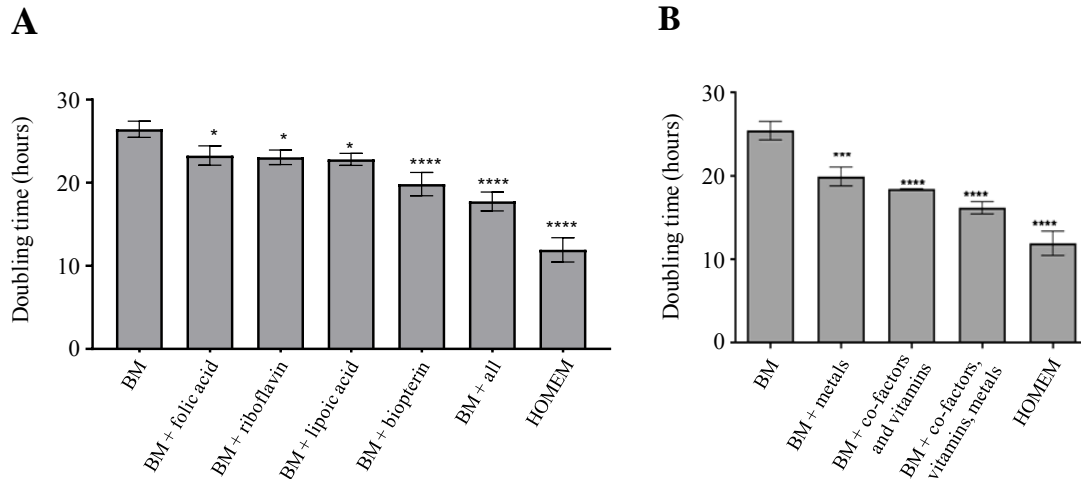 A
Doubling time (hours)
30
20
10
0
*
*
*
****
****
****
BM
BM + folic acid
BM + riboflavin
BM + lipoic acid
BM + biopterin
BM + all
HOMEM
B
Doubling time (hours)
30
20
10
0
***
****
****
****
BM
BM + metals
BM + co-factors
and vitamins
BM + co-factors,
vitamins, metals
HOMEM